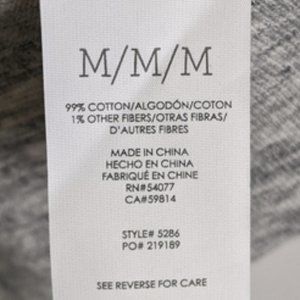 M/M/M
99% COTTON/ALGODÓN/COTON
1% OTHER FIBERS/OTRAS FIBRAS/
D'AUTRES FIBRES
MADE IN CHINA
HECHO EN CHINA
FABRIQUÉ EN CHINE
RN#54077
CA#59814
STYLE# 5286
PO# 219189
SEE REVERSE FOR CARE